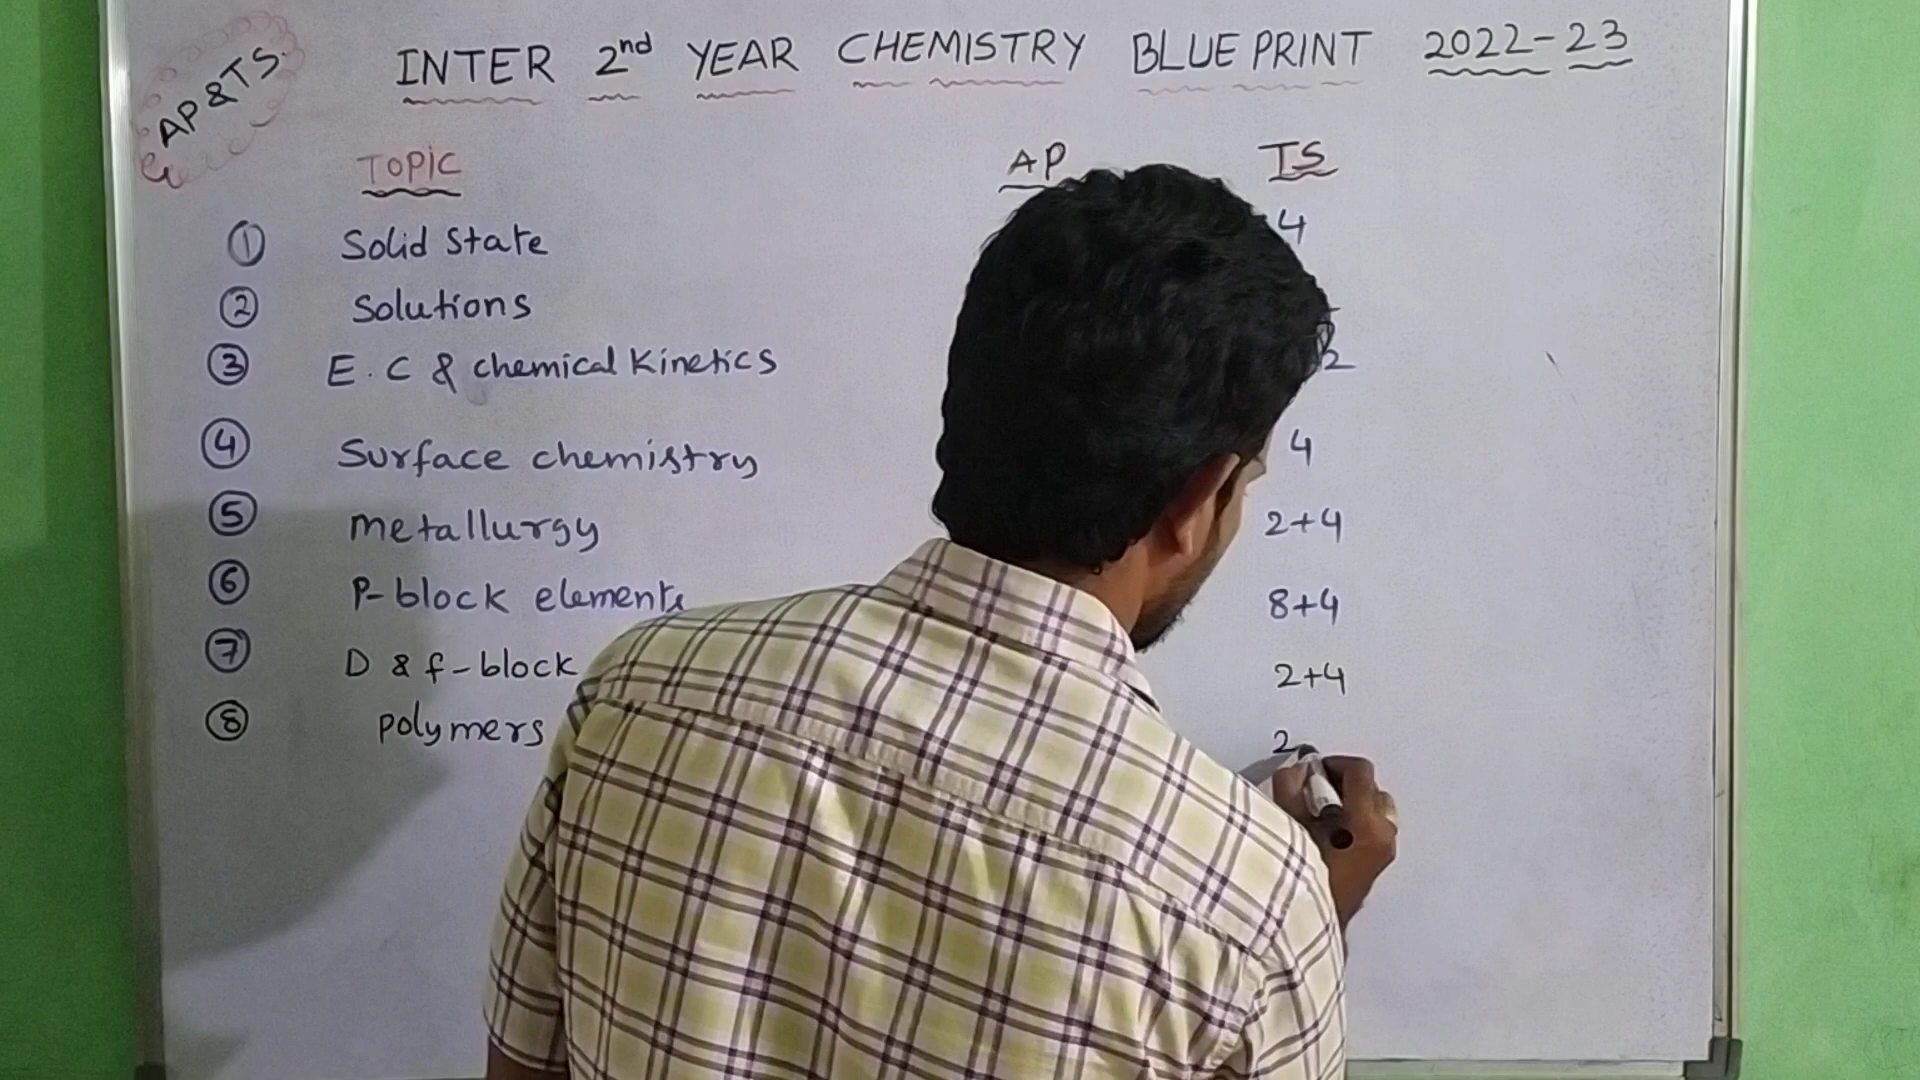 AP & TS.
INTER 2nd YEAR CHEMISTRY BLUE PRINT 2022-23
TOPIC AP TS
1 Solid State 4
2 Solutions
3 E.C & chemical Kinetics 2
4 Surface chemistry 4
5 metallurgy 2+4
6 P-block elements 8+4
7 D & f-block 2+4
8 polymers 2